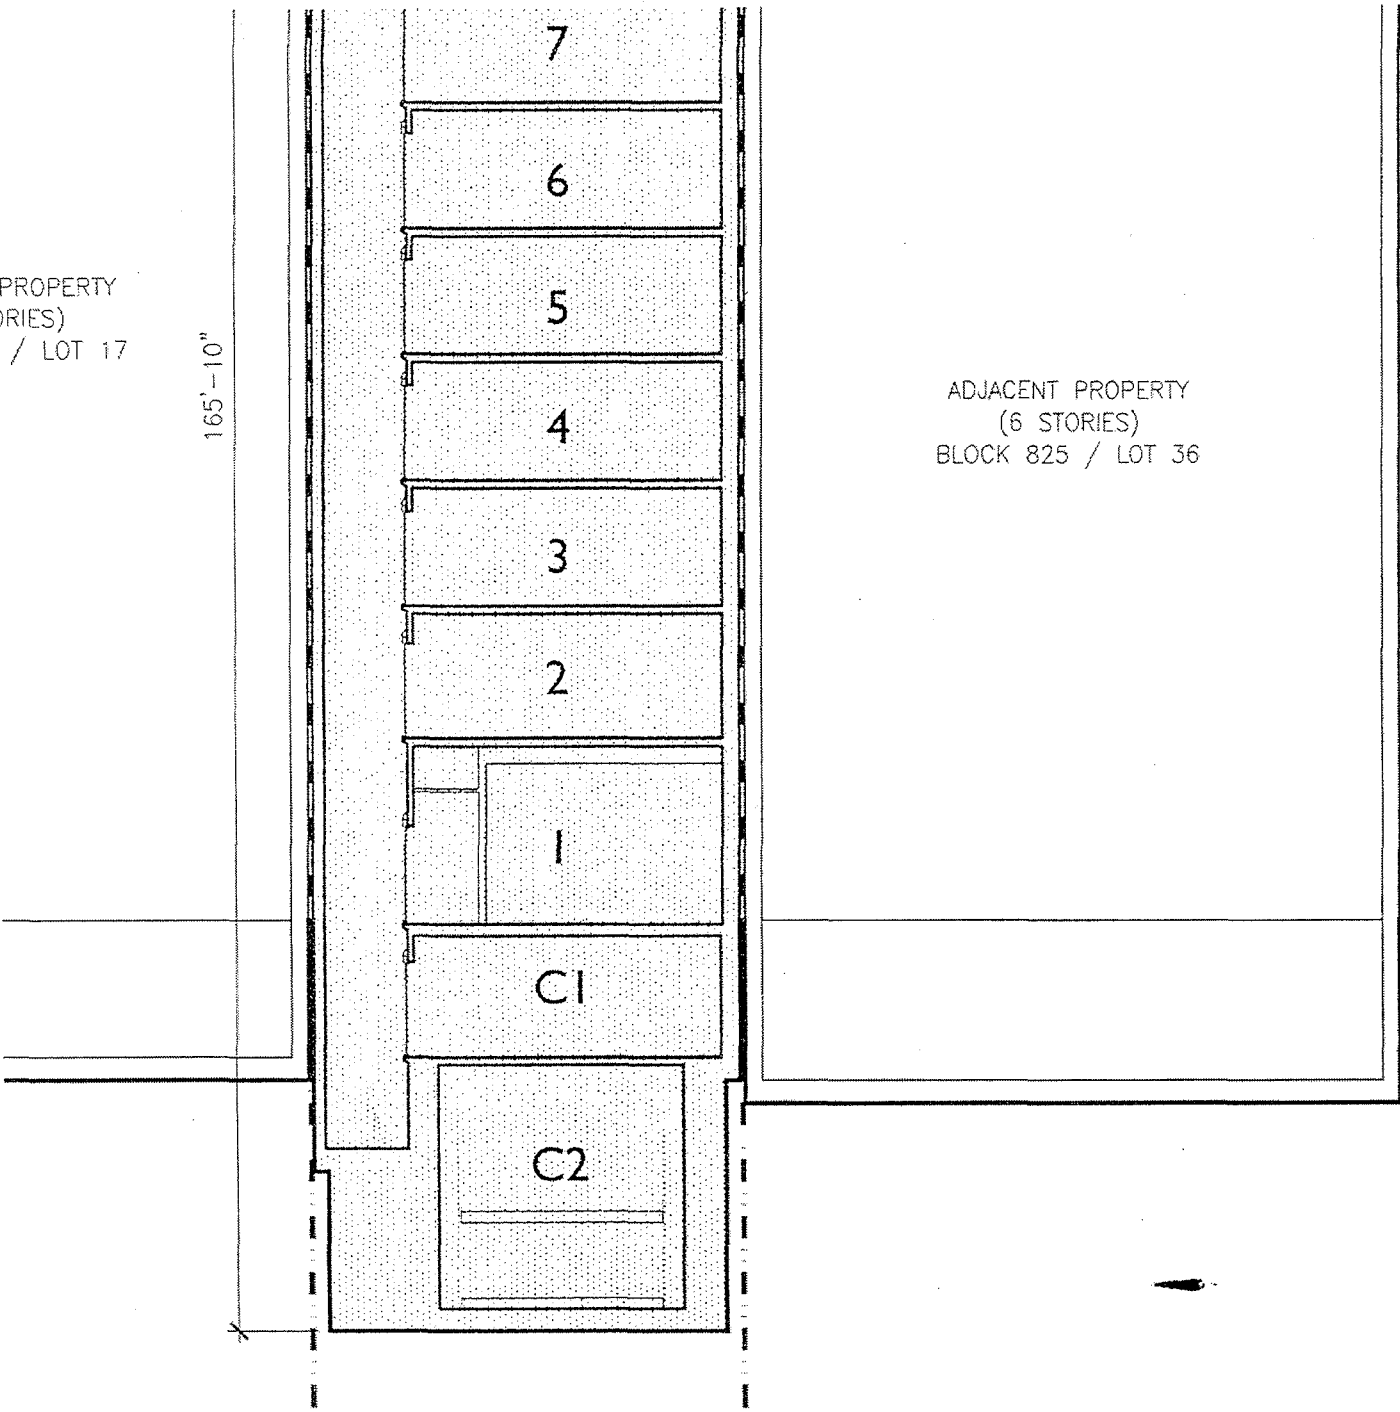 7
6
5
4
3
2
1
C1
C2
PROPERTY
ORIES)
/ LOT 17
165'-10"
ADJACENT PROPERTY
(6 STORIES)
BLOCK 825 / LOT 36